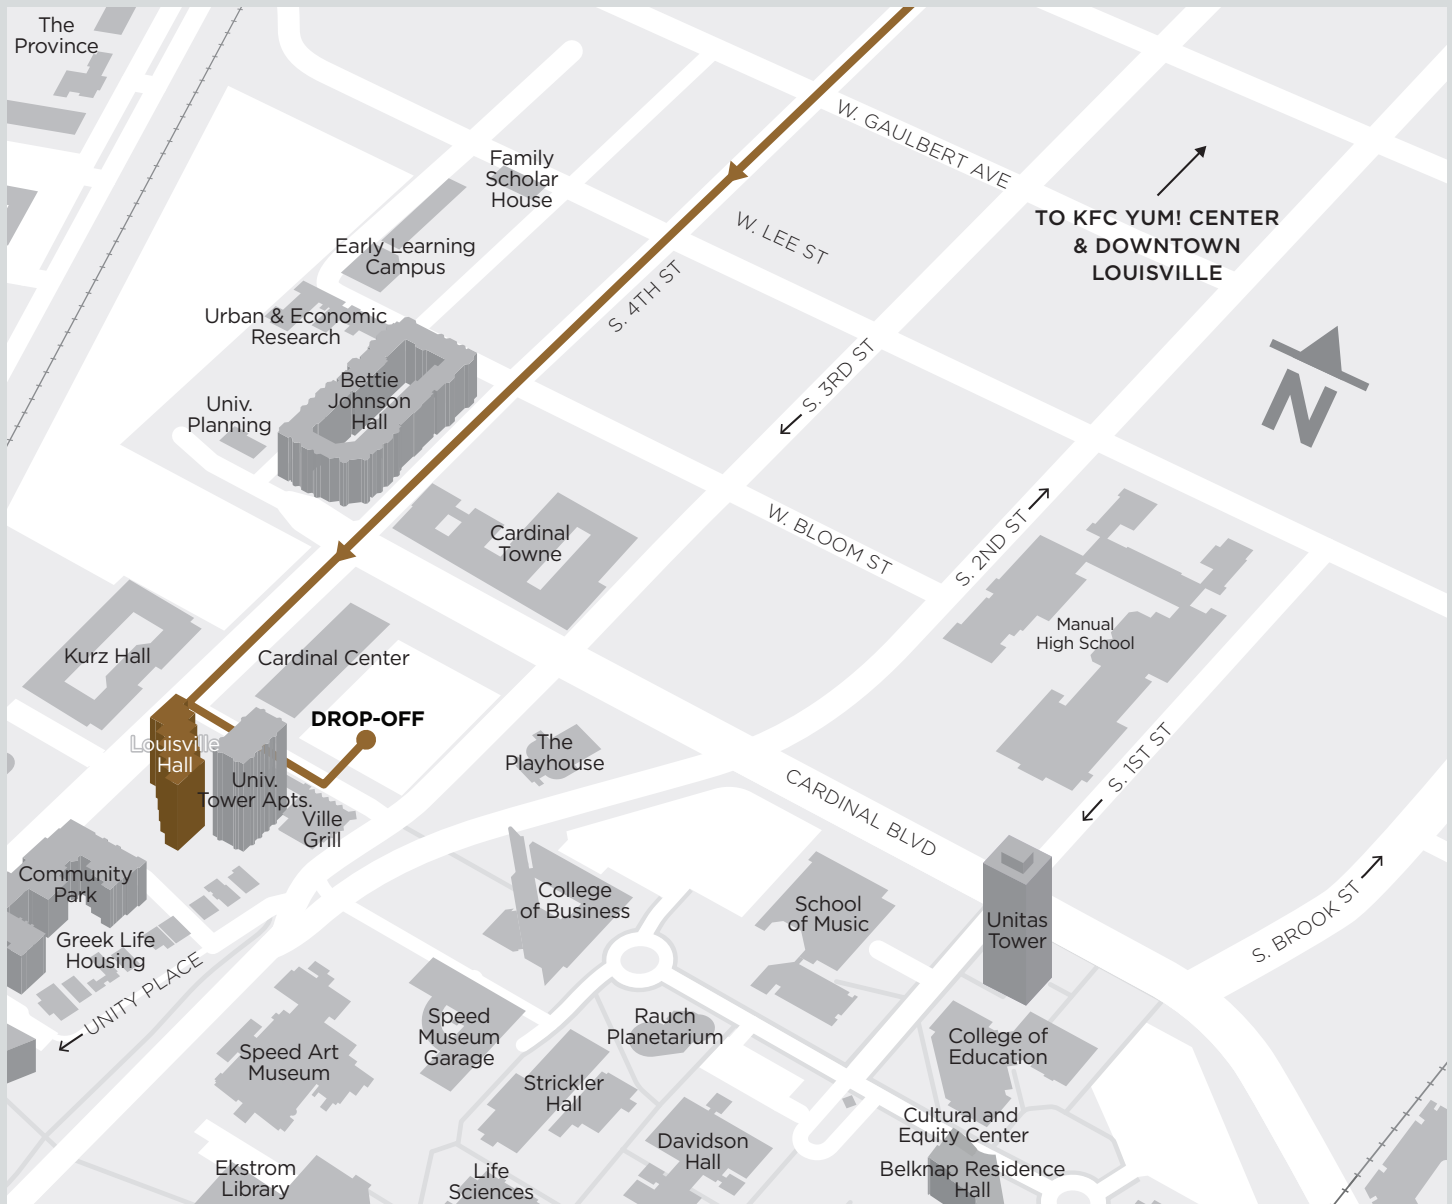 The
Province
W. GAULBERT AVE
Family
Scholar
House
TO KFC YUM! CENTER
& DOWNTOWN
LOUISVILLE
W. LEE ST
Early Learning
Campus
S. 4TH ST
Urban & Economic
Research
N
Bettie
Johnson
Hall
S. 3RD ST
Univ.
Planning
Cardinal
Towne
W. BLOOM ST
S. 2ND ST
Manual
High School
Kurz Hall
Cardinal Center
DROP-OFF
Louisville
Hall
The
Playhouse
Univ.
Tower Apts.
Ville
Grill
S. 1ST ST
CARDINAL BLVD
Community
Park
College
of Business
School
of Music
Unitas
Tower
S. BROOK ST
Greek Life
Housing
UNITY PLACE
Speed
Museum
Garage
Rauch
Planetarium
College of
Education
Speed Art
Museum
Strickler
Hall
Cultural and
Equity Center
Davidson
Hall
Ekstrom
Library
Life
Sciences
Belknap Residence
Hall